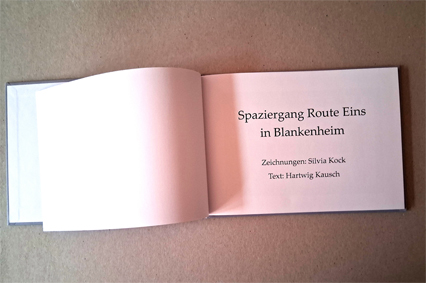 Spaziergang Route Eins
in Blankenheim
Zeichnungen: Silvia Kock
Text: Hartwig Kausch